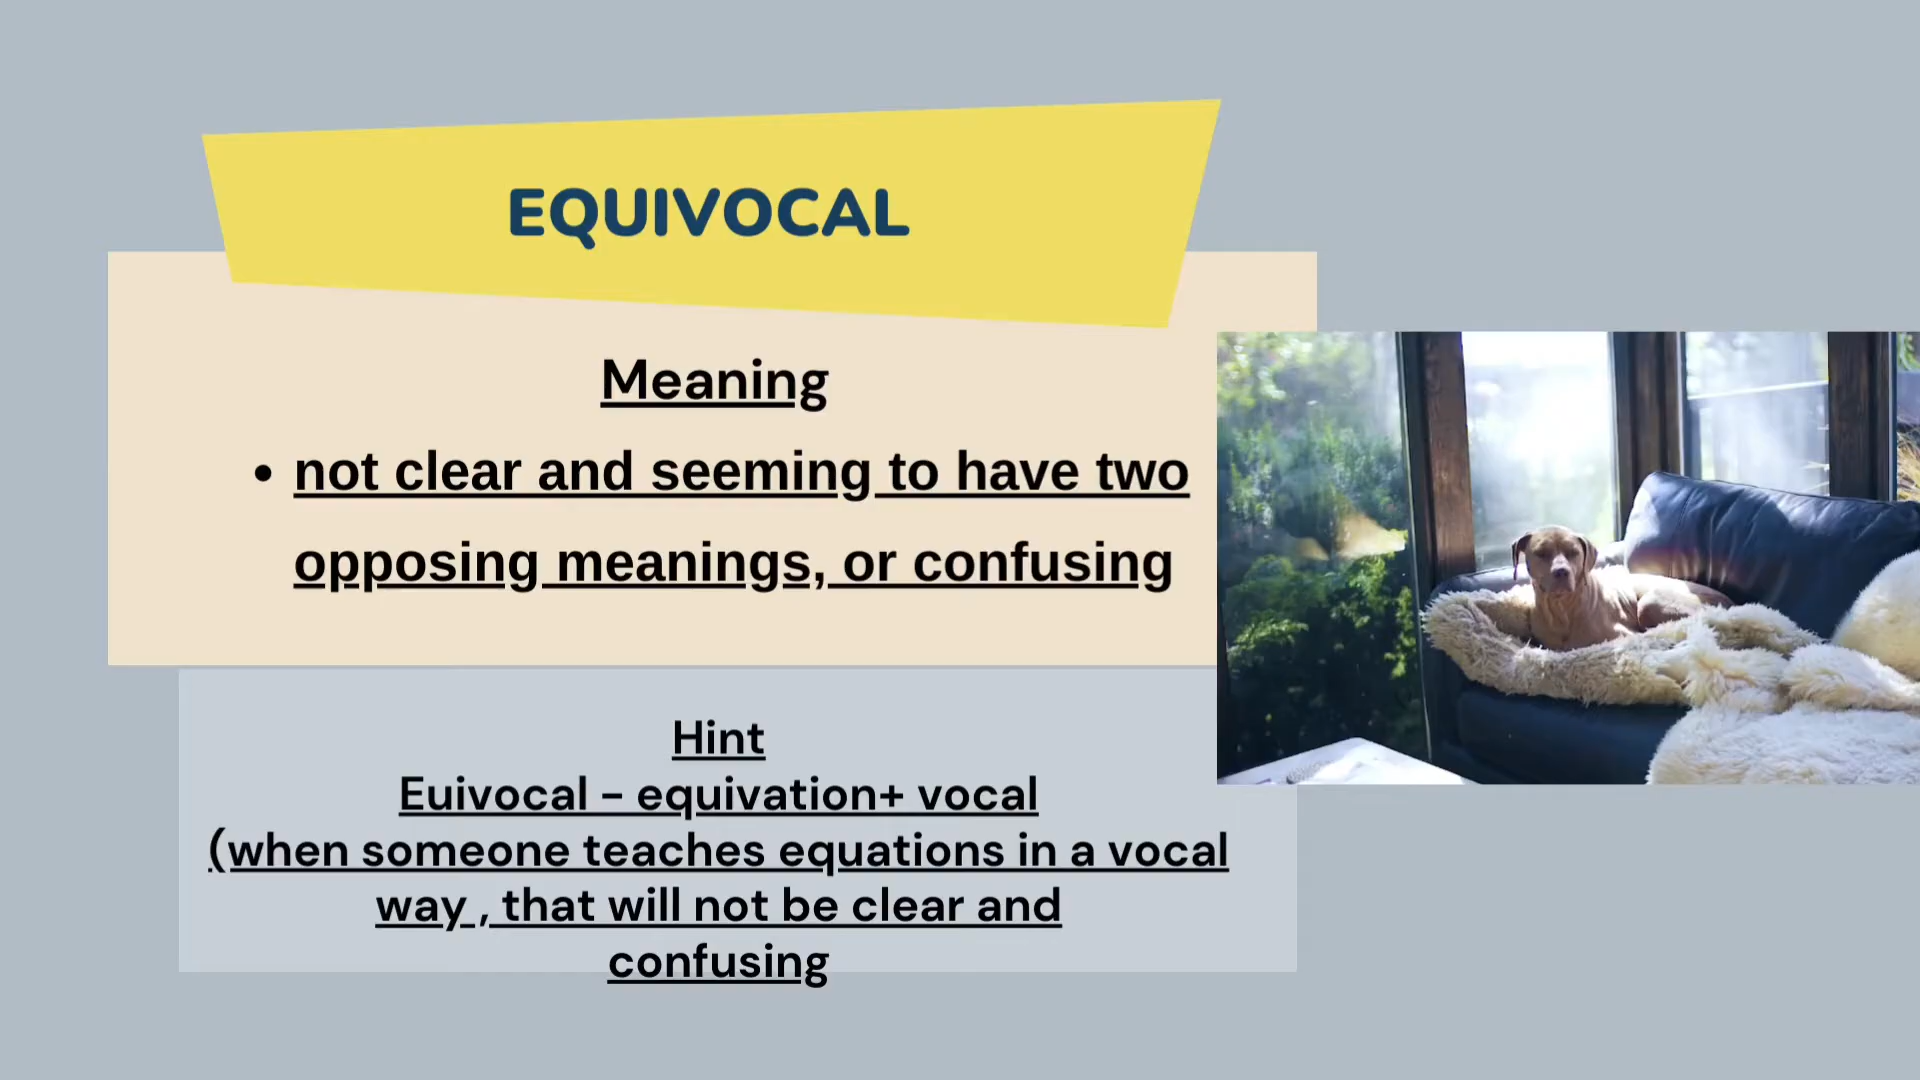 EQUIVOCAL
Meaning
• not clear and seeming to have two
opposing meanings, or confusing
Hint
Euivocal - equivation+ vocal
(when someone teaches equations in a vocal
way , that will not be clear and
confusing